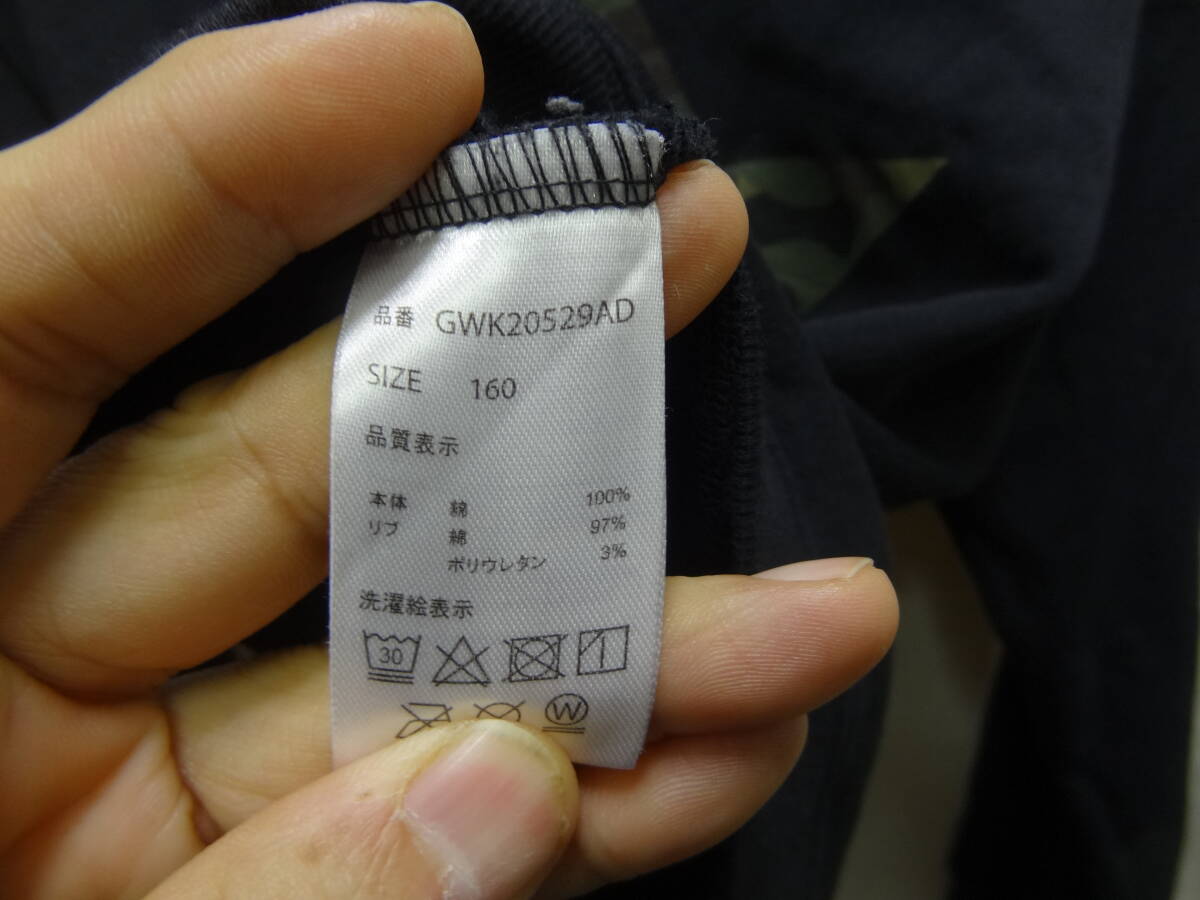 品番 GWK20529AD
SIZE 160
品質表示
本体 綿 100%
リブ 綿 97%
ポリウレタン 3%
洗濯絵表示
30
W